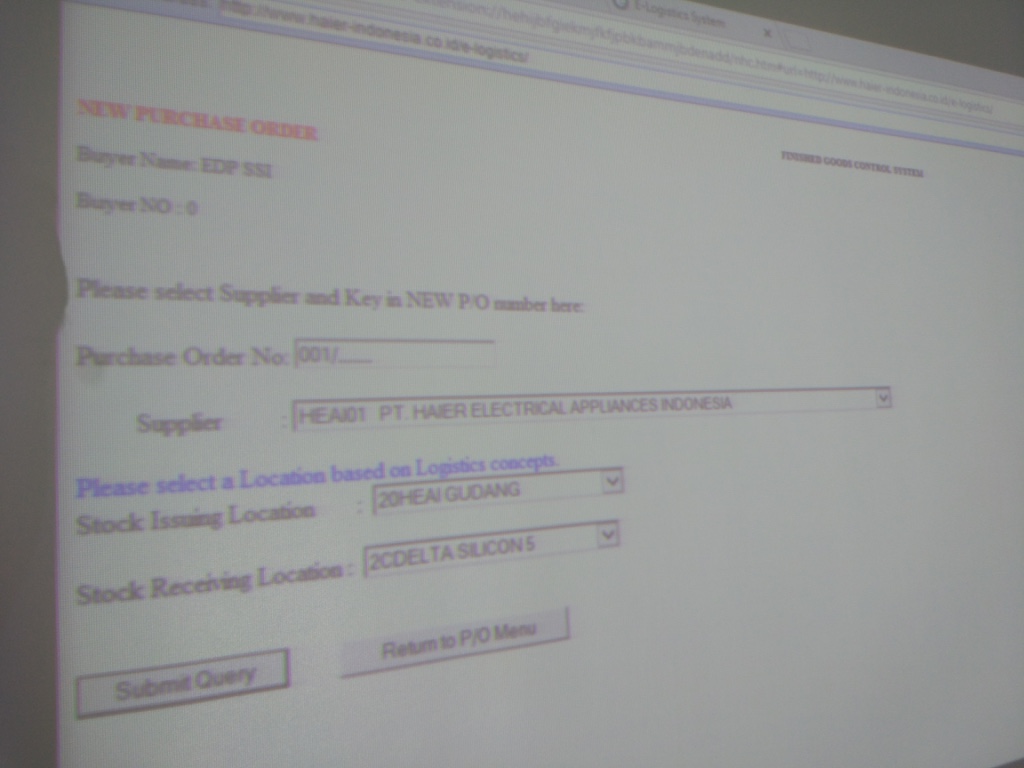 E-Logistics System
http://www.haier-indonesia.co.id/e-logistics/
NEW PURCHASE ORDER
FINISHED GOODS CONTROL SYSTEM
Buyer Name: EDP SSI
Buyer NO : 0
Please select Supplier and Key in NEW P/O number here:
Purchase Order No: 001/.......
Supplier : HEAI01 PT. HAIER ELECTRICAL APPLIANCES INDONESIA
Please select a Location based on Logistics concepts.
Stock Issuing Location : 20HEAI GUDANG
Stock Receiving Location : 2CDELTA SILICON 5
Submit Query Return to P/O Menu